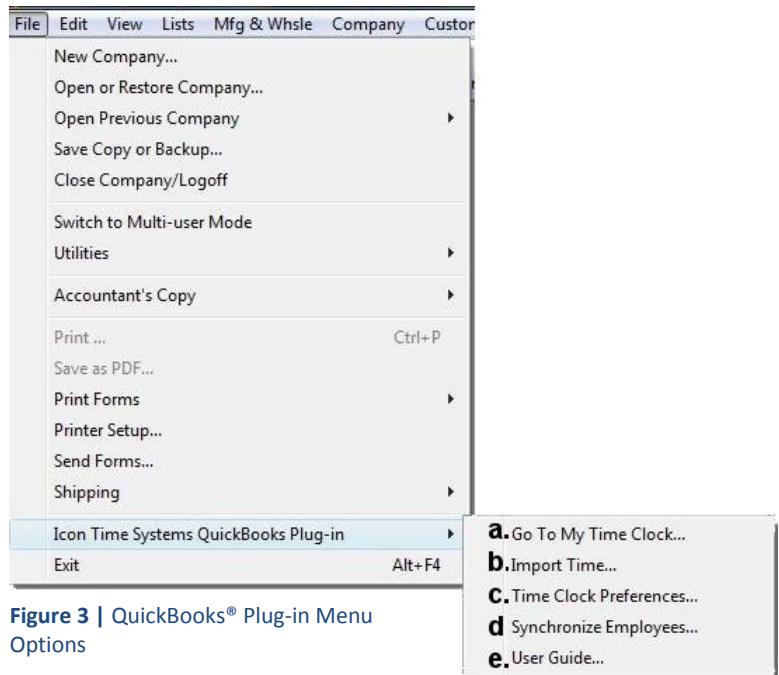 File Edit View Lists Mfg & Whsle Company Custor
New Company...
Open or Restore Company...
Open Previous Company
Save Copy or Backup...
Close Company/Logoff
Switch to Multi-user Mode
Utilities
Accountant's Copy
Print ... Ctrl+P
Save as PDF...
Print Forms
Printer Setup...
Send Forms...
Shipping
Icon Time Systems QuickBooks Plug-in
Exit Alt+F4
a. Go To My Time Clock...
b. Import Time...
c. Time Clock Preferences...
d Synchronize Employees...
e. User Guide...
Figure 3 | QuickBooks® Plug-in Menu
Options